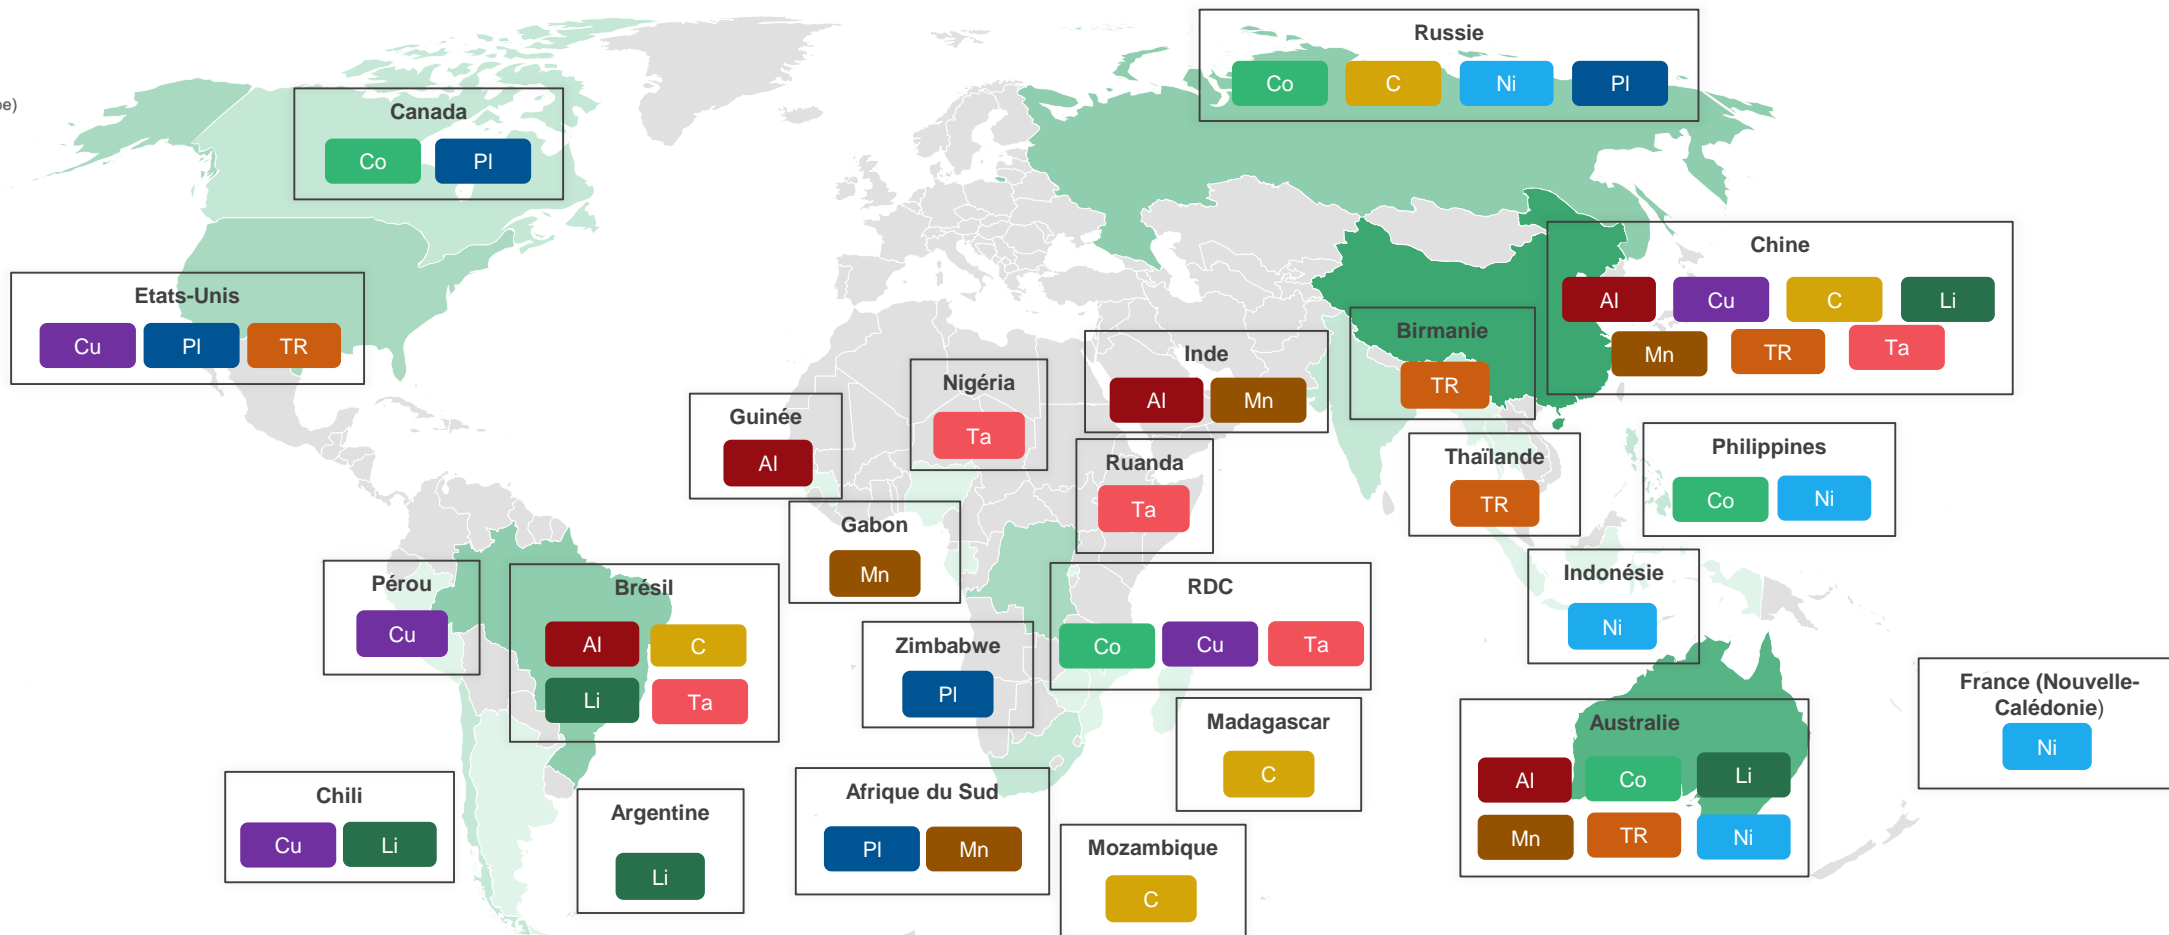 Russie
Co C Ni Pl
pe)
Canada
Co Pl
Chine
Al Cu C Li
Mn TR Ta
Etats-Unis
Cu Pl TR
Birmanie
TR
Inde
Al Mn
Nigéria
Ta
Guinée
Al
Ruanda
Ta
Thaïlande
TR
Philippines
Co Ni
Gabon
Mn
Pérou
Cu
Brésil
Al C
Li Ta
RDC
Co Cu Ta
Indonésie
Ni
Zimbabwe
Pl
France (Nouvelle-
Calédonie)
Ni
Madagascar
C
Australie
Al Co Li
Mn TR Ni
Chili
Cu Li
Argentine
Li
Afrique du Sud
Pl Mn
Mozambique
C